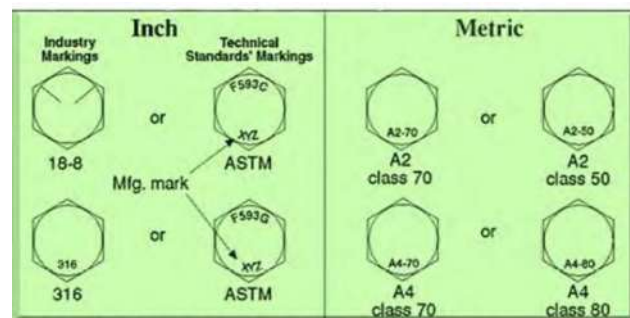 Inch
Metric
Industry
Markings
Technical
Standards' Markings
F593C
XYZ
or
A2-70
or
A2-50
18-8
ASTM
A2
class 70
A2
class 50
Mfg. mark
316
or
F593G
XYZ
A4-70
or
A4-80
316
ASTM
A4
class 70
A4
class 80